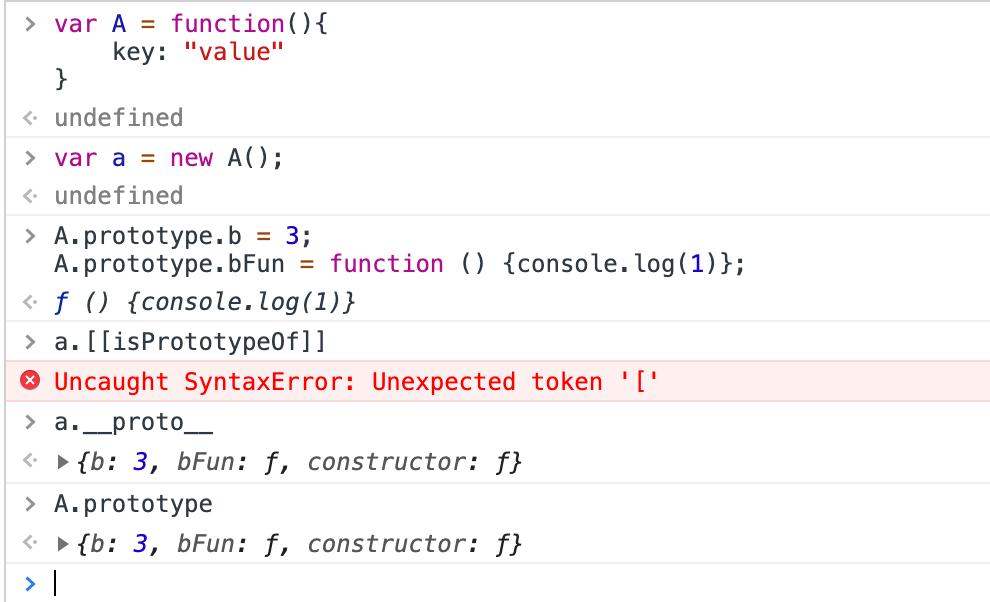 > var A = function(){
key: "value"
}
undefined
> var a = new A();
undefined
> A.prototype.b = 3;
A.prototype.bFun = function () {console.log(1)};
ƒ () {console.log(1)}
> a.[[isPrototypeOf]]
Uncaught SyntaxError: Unexpected token '['
> a.__proto__
{b: 3, bFun: ƒ, constructor: ƒ}
> A.prototype
{b: 3, bFun: ƒ, constructor: ƒ}
>